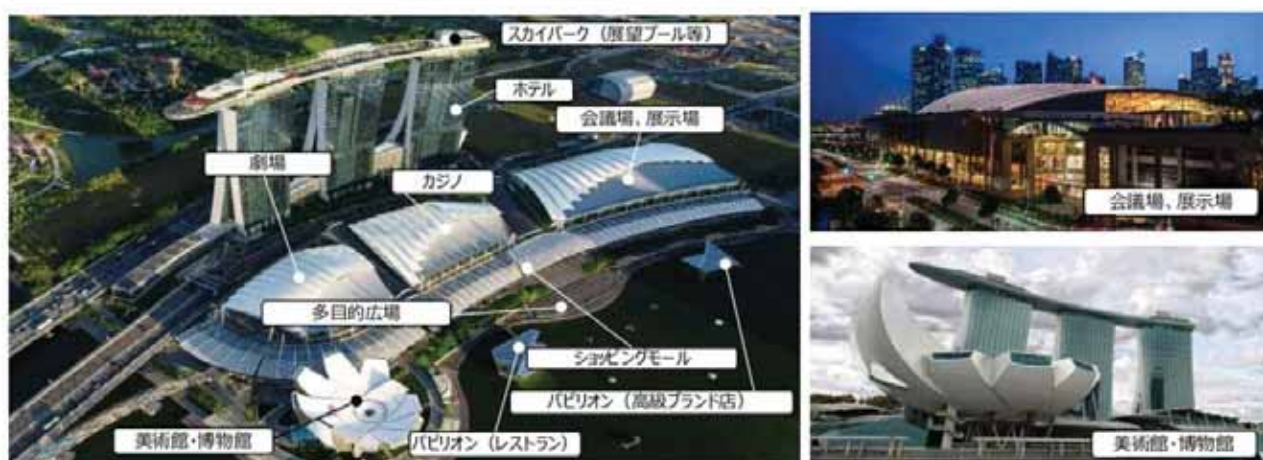 スカイパーク（展望プール等）
ホテル
会議場、展示場
劇場
カジノ
多目的広場
ショッピングモール
パビリオン（高級ブランド店）
美術館・博物館
パビリオン（レストラン）
会議場、展示場
美術館・博物館